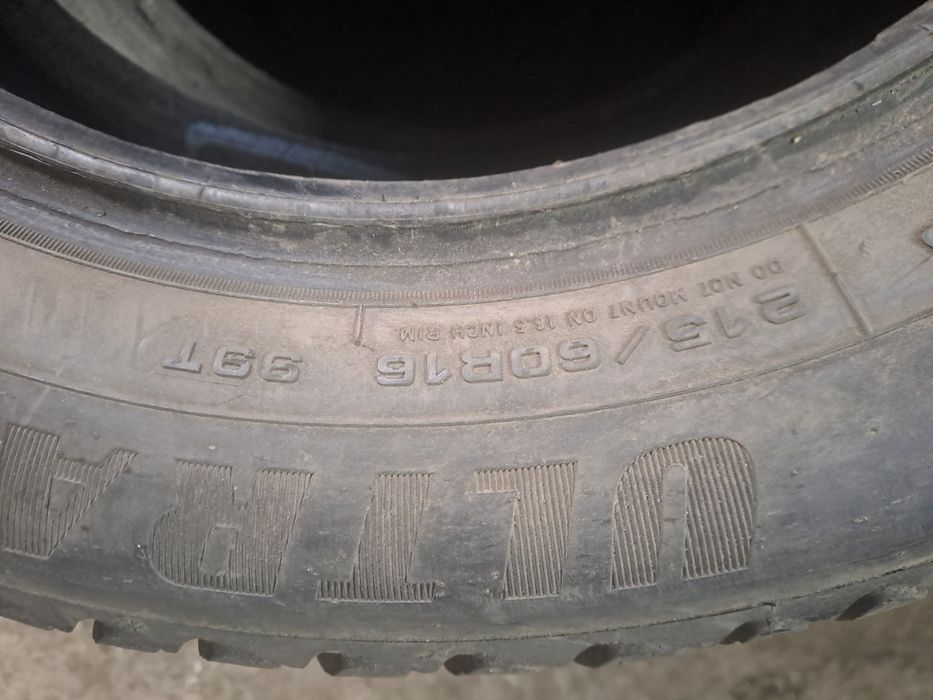 215/60R16 99T
DO NOT MOUNT ON 16.5 INCH RIM
ULTRA